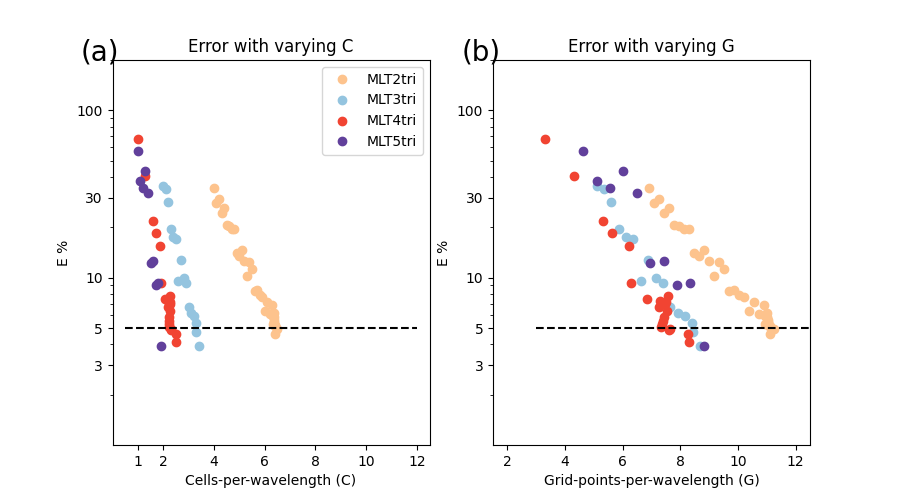 (a)
Error with varying C
(b)
Error with varying G
MLT2tri
MLT3tri
MLT4tri
MLT5tri
E %
100
30
10
5
3
1 2 4 6 8 10 12
Cells-per-wavelength (C)
E %
100
30
10
5
3
2 4 6 8 10 12
Grid-points-per-wavelength (G)